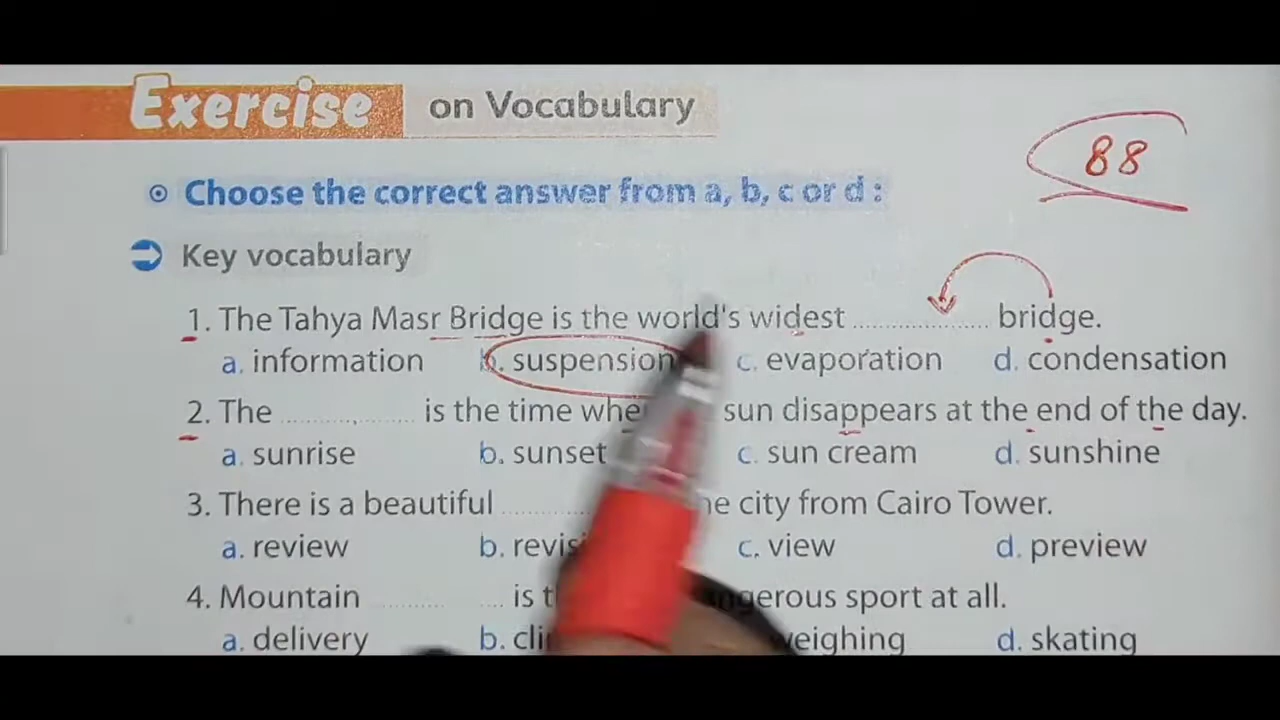 Exercise on Vocabulary
88
Choose the correct answer from a, b, c or d :
Key vocabulary
1. The Tahya Masr Bridge is the world's widest .................... bridge.
a. information b. suspension c. evaporation d. condensation
2. The .................... is the time sun disappears at the end of the day.
a. sunrise b. sunset c. sun cream d. sunshine
3. There is a beautiful .................... city from Cairo Tower.
a. review c. view d. preview
4. Mountain .................... is sport at all.
a. delivery b. weighing d. skating